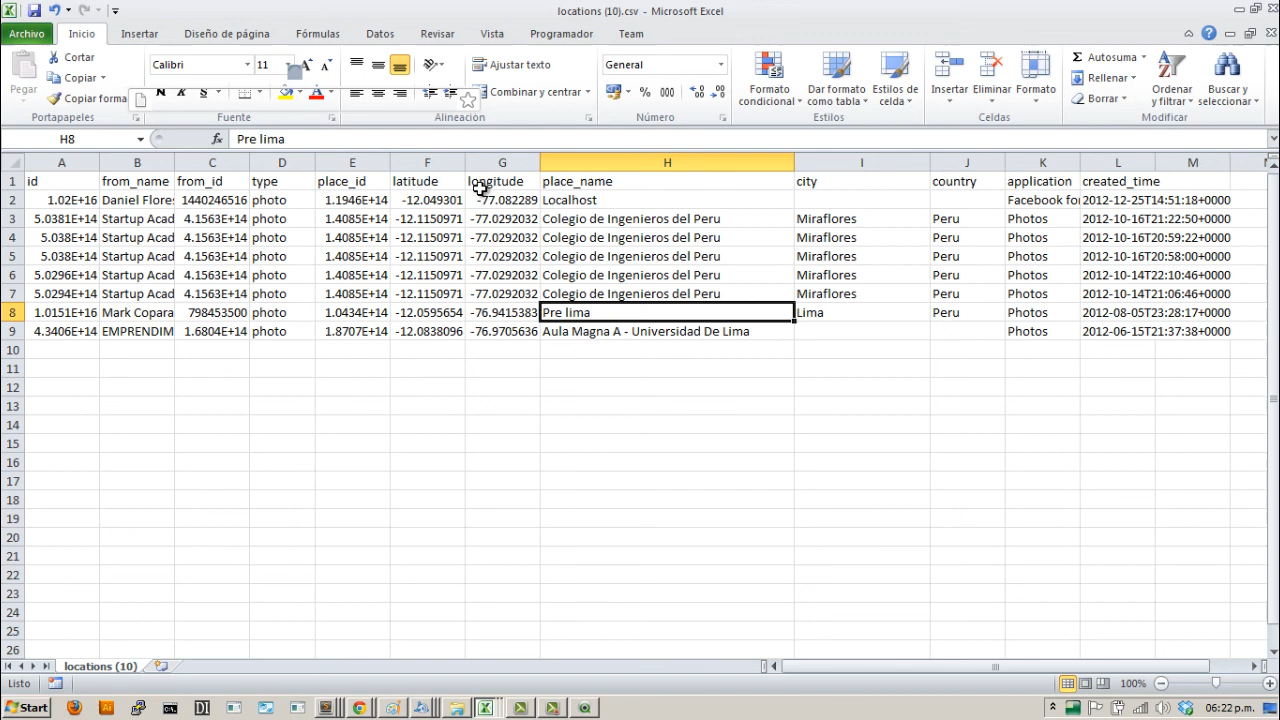 locations (10).csv - Microsoft Excel
Archivo Inicio Insertar Diseño de página Fórmulas Datos Revisar Vista Programador Team
Pegar
Cortar
Copiar
Copiar forma
Portapapeles
Calibri 11
Fuente
Ajustar texto
Combinar y centrar
Alineación
General
% 000
Número
Formato condicional
Dar formato como tabla
Estilos de celda
Estilos
Insertar Eliminar Formato
Celdas
Autosuma
Rellenar
Borrar
Ordenar y filtrar
Buscar y seleccionar
Modificar
H8 fx Pre lima
A B C D E F G H I J K L M
1 id from_name from_id type place_id latitude longitude place_name city country application created_time
2 1.02E+16 Daniel Flores 1440246516 photo 1.1946E+14 -12.049301 -77.082289 Localhost Facebook for 2012-12-25T14:51:18+0000
3 5.0381E+14 Startup Acad 4.1563E+14 photo 1.4085E+14 -12.1150971 -77.0292032 Colegio de Ingenieros del Peru Miraflores Peru Photos 2012-10-16T21:22:50+0000
4 5.038E+14 Startup Acad 4.1563E+14 photo 1.4085E+14 -12.1150971 -77.0292032 Colegio de Ingenieros del Peru Miraflores Peru Photos 2012-10-16T20:59:22+0000
5 5.038E+14 Startup Acad 4.1563E+14 photo 1.4085E+14 -12.1150971 -77.0292032 Colegio de Ingenieros del Peru Miraflores Peru Photos 2012-10-16T20:58:00+0000
6 5.0296E+14 Startup Acad 4.1563E+14 photo 1.4085E+14 -12.1150971 -77.0292032 Colegio de Ingenieros del Peru Miraflores Peru Photos 2012-10-14T22:10:46+0000
7 5.0294E+14 Startup Acad 4.1563E+14 photo 1.4085E+14 -12.1150971 -77.0292032 Colegio de Ingenieros del Peru Miraflores Peru Photos 2012-10-14T21:06:46+0000
8 1.0151E+16 Mark Copara 798453500 photo 1.0434E+14 -12.0595654 -76.9415383 Pre lima Lima Peru Photos 2012-08-05T23:28:17+0000
9 4.3406E+14 EMPRENDIM 1.6804E+14 photo 1.8707E+14 -12.0838096 -76.9705636 Aula Magna A - Universidad De Lima Photos 2012-06-15T21:37:38+0000
10
11
12
13
14
15
16
17
18
19
20
21
22
23
24
25
26
locations (10)
Listo 100%
Start DI 06:22 p.m.